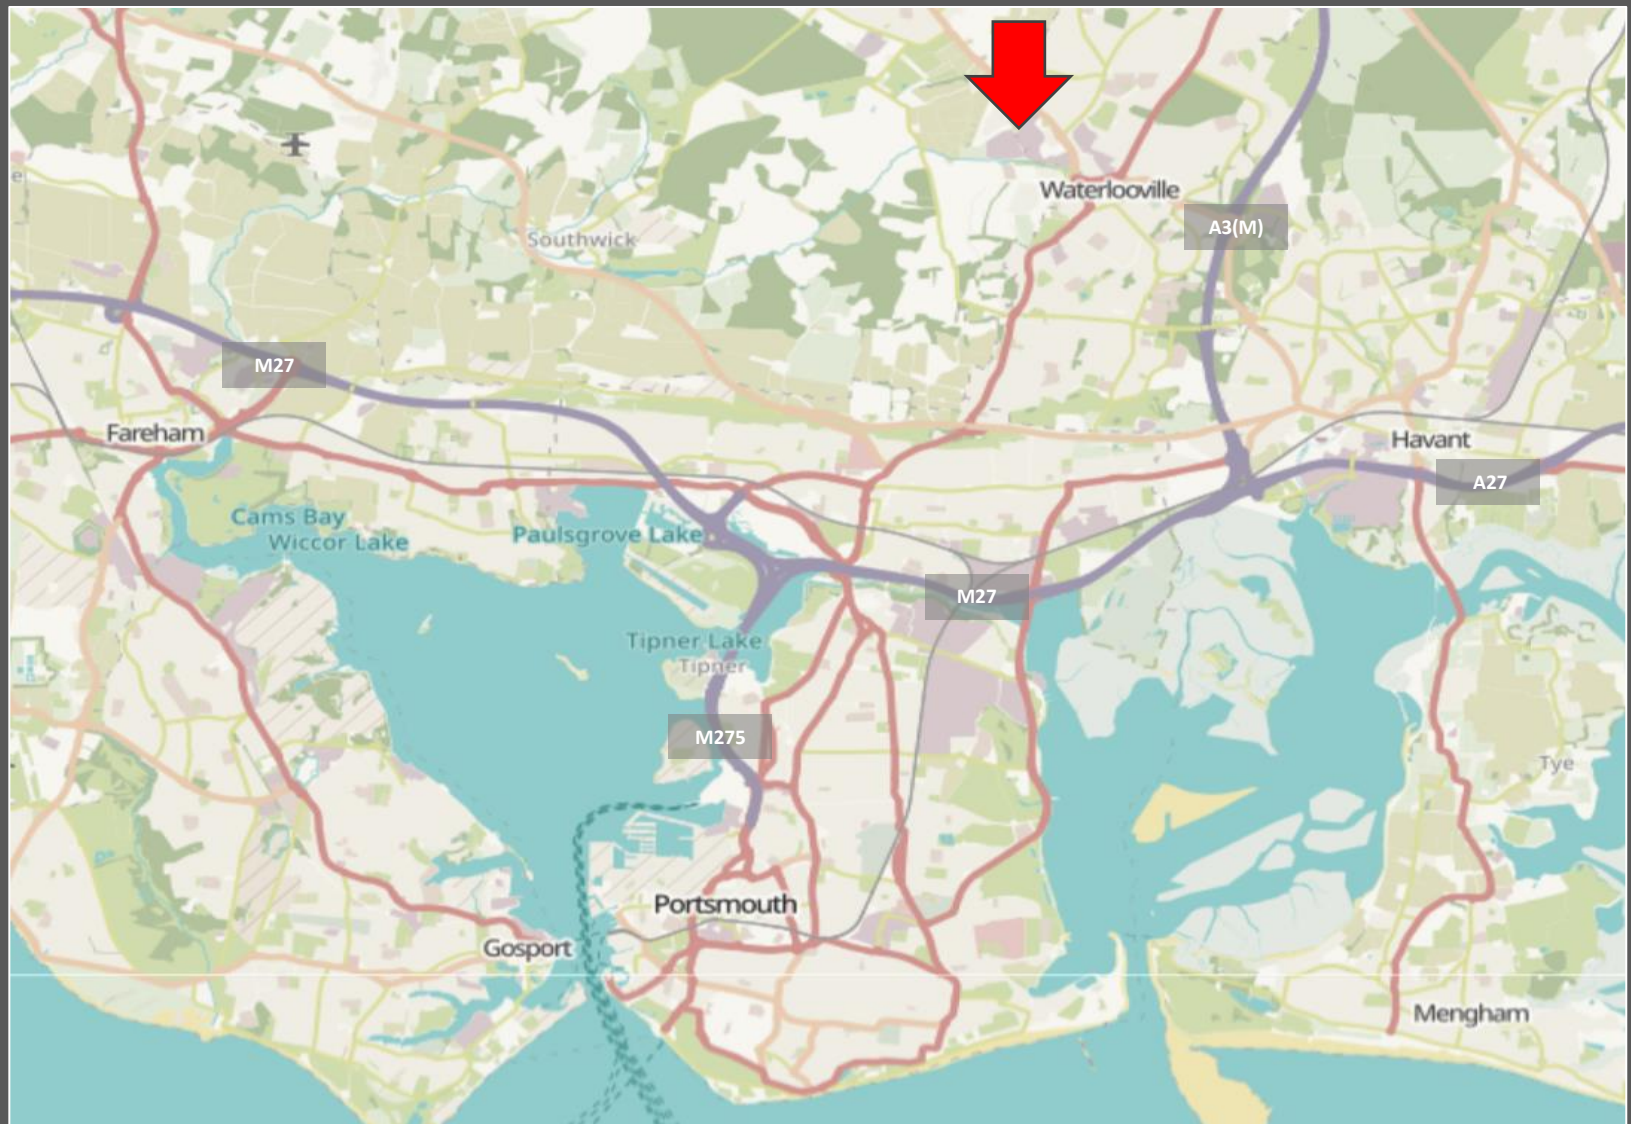 e
Waterlooville
A3(M)
Southwick
M27
Fareham
Havant
A27
Cams Bay
Wiccor Lake
Paulsgrove Lake
M27
Tipner Lake
Tipner
M275
Tye
Portsmouth
Gosport
Mengham